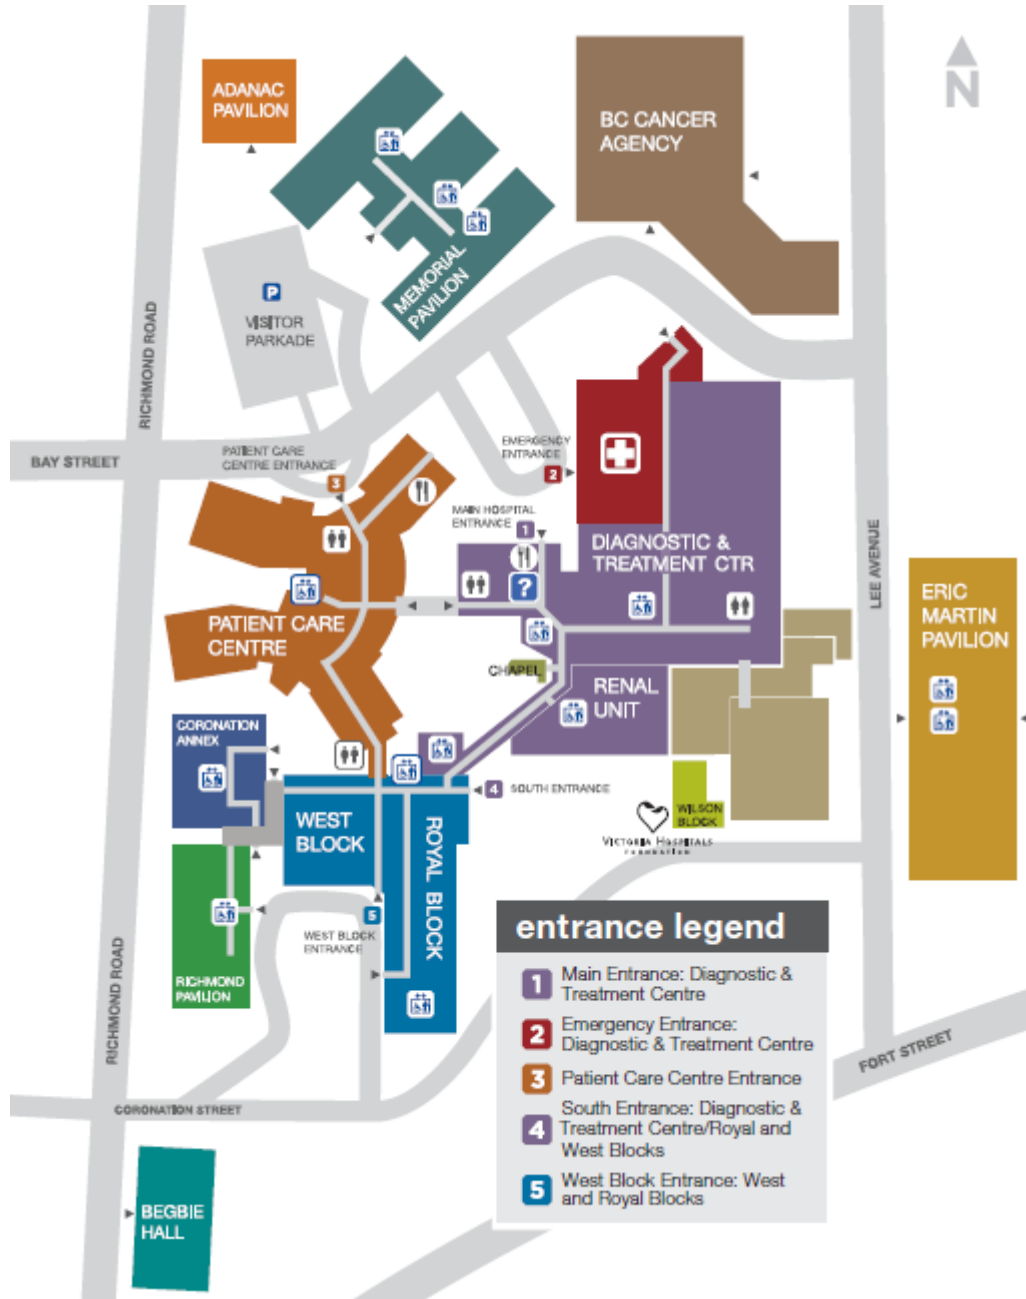 ADANAC
PAVILION
BC CANCER
AGENCY
N
MEMORIAL
PAVILION
P
VISITOR
PARKADE
RICHMOND ROAD
BAY STREET
PATIENT CARE
CENTRE ENTRANCE
3
EMERGENCY
ENTRANCE
2
MAIN HOSPITAL
ENTRANCE
1
DIAGNOSTIC &
TREATMENT CTR
?
LEE AVENUE
ERIC
MARTIN
PAVILION
PATIENT CARE
CENTRE
CHAPEL
RENAL
UNIT
CORONATION
ANNEX
4
SOUTH ENTRANCE
WEST
BLOCK
ROYAL BLOCK
WILSON
BLOCK
VICTORIA HOSPITALS
FOUNDATION
5
WEST BLOCK
ENTRANCE
RICHMOND
PAVILION
RICHMOND ROAD
CORONATION STREET
FORT STREET
BEGBIE
HALL
entrance legend
1 Main Entrance: Diagnostic &
Treatment Centre
2 Emergency Entrance:
Diagnostic & Treatment Centre
3 Patient Care Centre Entrance
4 South Entrance: Diagnostic &
Treatment Centre/Royal and
West Blocks
5 West Block Entrance: West
and Royal Blocks